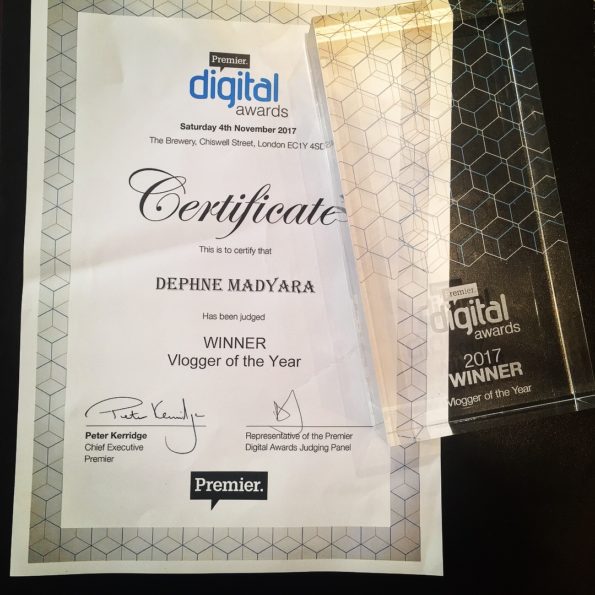 Premier.
digital
awards
Saturday 4th November 2017
The Brewery, Chiswell Street, London EC1Y 4SD
Certificate
This is to certify that
DEPHNE MADYARA
Has been judged
WINNER
Vlogger of the Year
Peter Kerridge
Peter Kerridge
Chief Executive
Premier
Representative of the Premier
Digital Awards Judging Panel
Premier.
Premier.
digital
awards
2017
WINNER
Vlogger of the Year